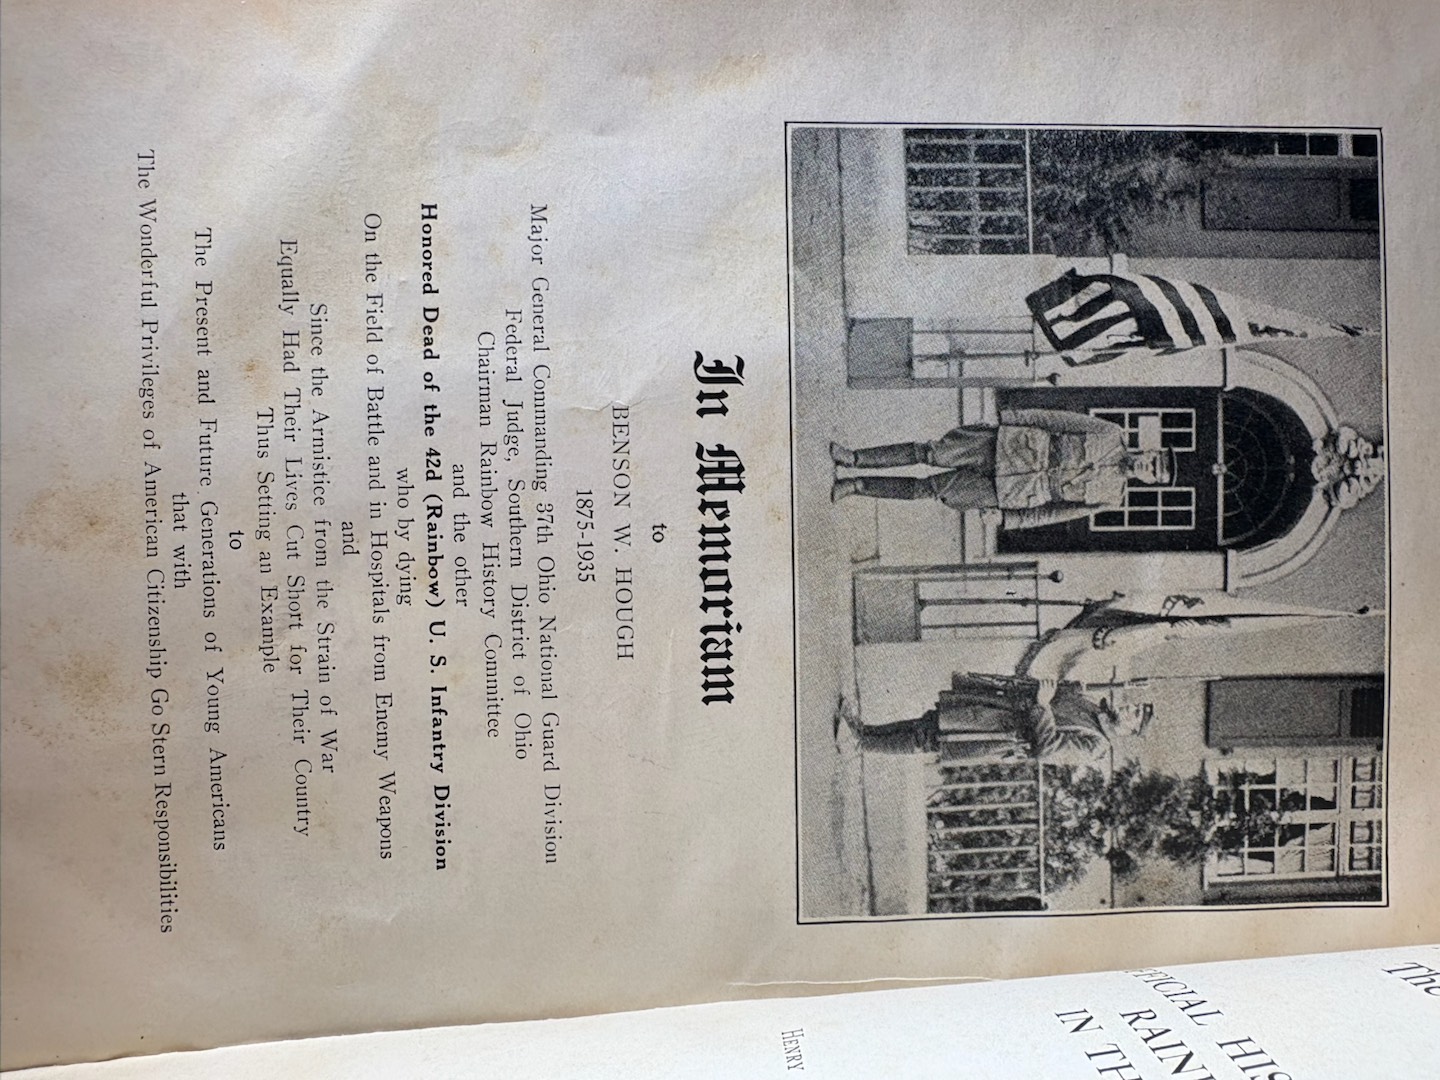 In Memoriam
to
BENSON W. HOUGH
1875-1935
Major General Commanding 37th Ohio National Guard Division
Federal Judge, Southern District of Ohio
Chairman Rainbow History Committee
and the other
Honored Dead of the 42d (Rainbow) U. S. Infantry Division
who by dying
On the Field of Battle and in Hospitals from Enemy Weapons
and
Since the Armistice from the Strain of War
Equally Had Their Lives Cut Short for Their Country
Thus Setting an Example
to
The Present and Future Generations of Young Americans
that with
The Wonderful Privileges of American Citizenship Go Stern Responsibilities
IN
HENRY